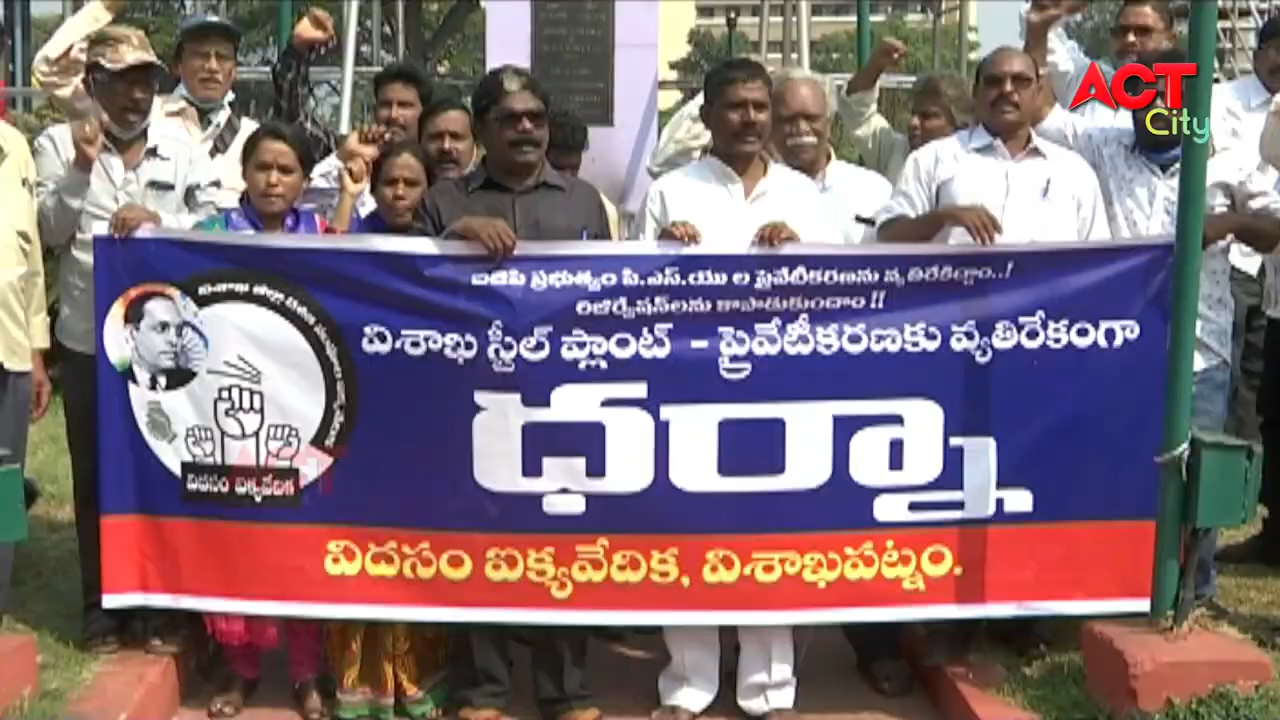 ACT
City
బిజెపి ప్రభుత్వం పి.ఎస్.యు ల ప్రైవేటీకరణను వ్యతిరేకిద్దాం..!
రిజర్వేషన్‌లను కాపాడుకుందాం !!
విశాఖ స్టీల్ ప్లాంట్ - ప్రైవేటీకరణకు వ్యతిరేకంగా
ధర్నా
విదసం ఐక్యవేదిక
విదసం ఐక్యవేదిక, విశాఖపట్నం.